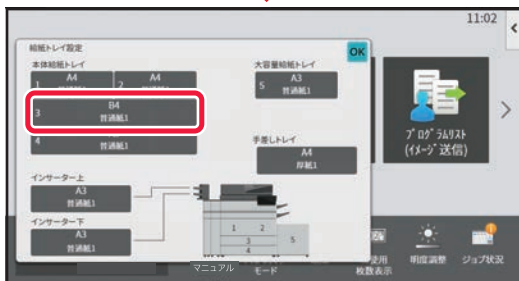 11:02
給紙トレイ設定
OK
本体給紙トレイ
大容量給紙トレイ
1 A4 普通紙1
2 A4 普通紙1
5 A3 普通紙1
3 B4 普通紙1
4
普通紙1
手差しトレイ
A4
厚紙1
プログラムリスト
(イメージ送信)
インサーター上
A3
普通紙1
インサーター下
A3
普通紙1
1 2
3
4
5
マニュアル
モード
使用
枚数表示
明度調整
ジョブ状況